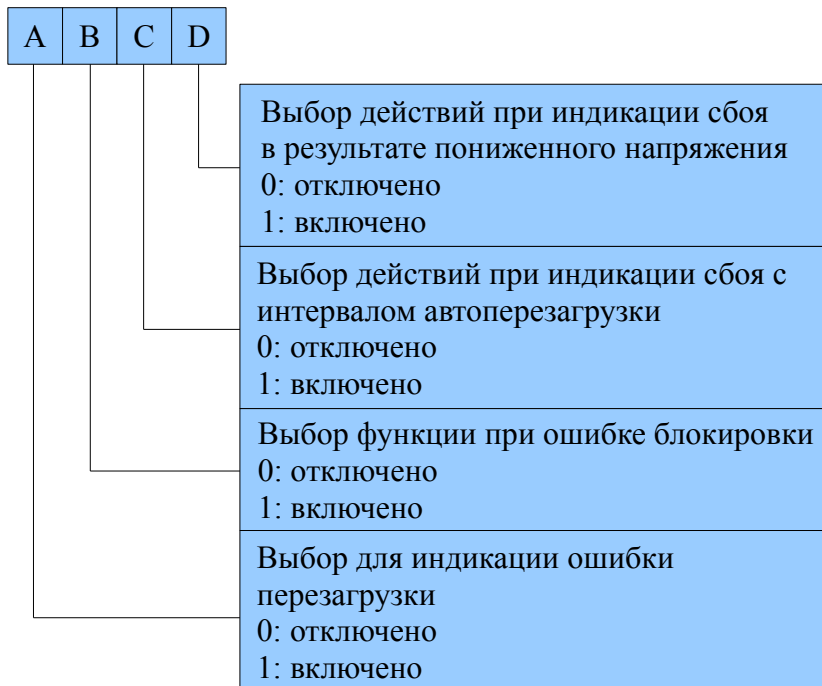 A B C D
Выбор действий при индикации сбоя
в результате пониженного напряжения
0: отключено
1: включено
Выбор действий при индикации сбоя с
интервалом автоперезагрузки
0: отключено
1: включено
Выбор функции при ошибке блокировки
0: отключено
1: включено
Выбор для индикации ошибки
перезагрузки
0: отключено
1: включено